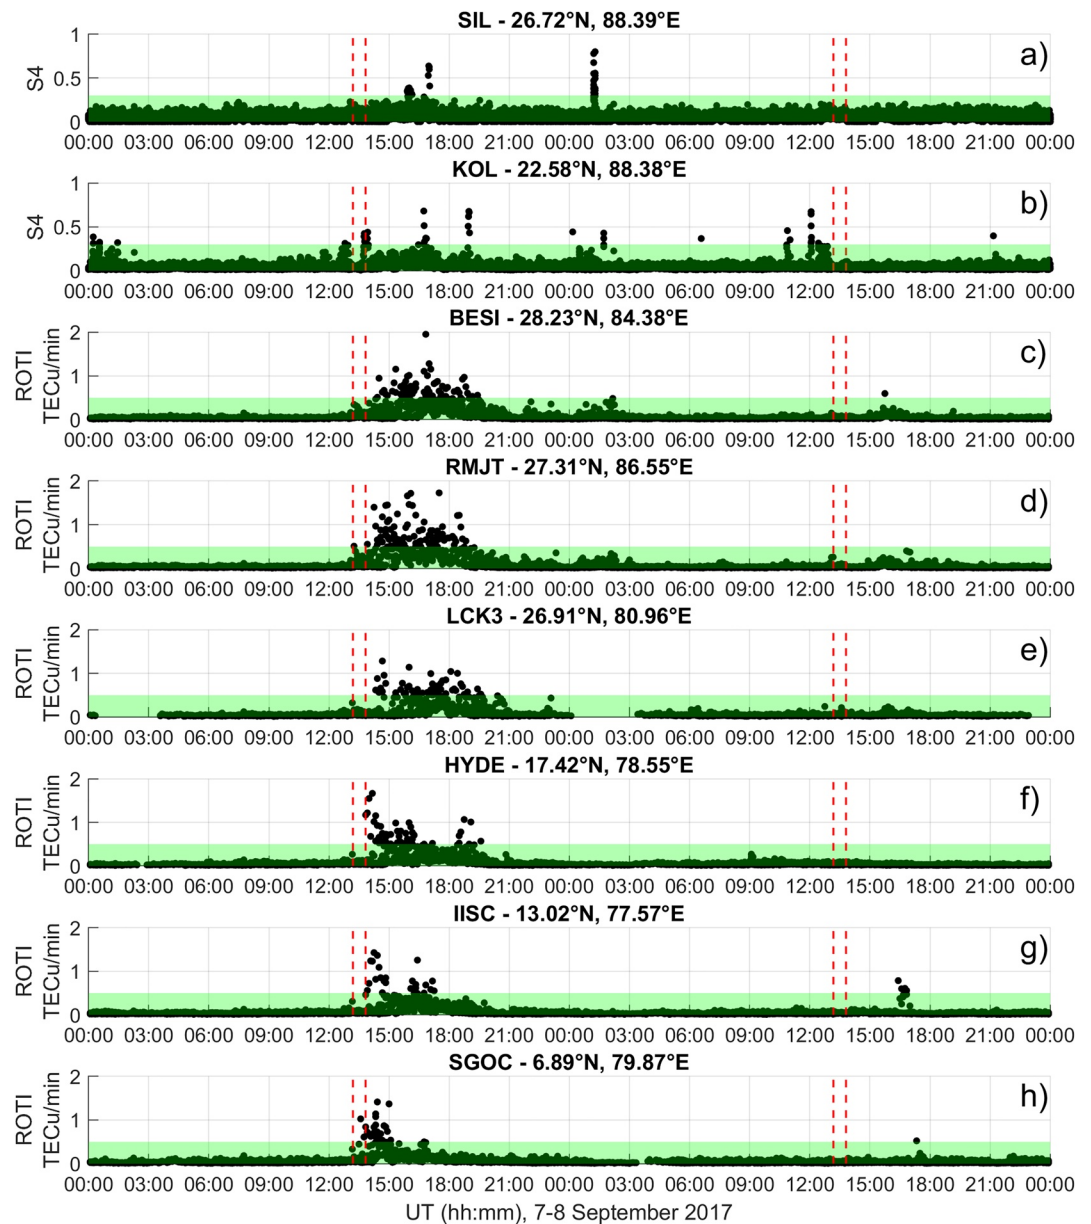 SIL - 26.72°N, 88.39°E
a)
1
0.5
0
S4
00:00 03:00 06:00 09:00 12:00 15:00 18:00 21:00 00:00 03:00 06:00 09:00 12:00 15:00 18:00 21:00 00:00
KOL - 22.58°N, 88.38°E
b)
1
0.5
0
S4
00:00 03:00 06:00 09:00 12:00 15:00 18:00 21:00 00:00 03:00 06:00 09:00 12:00 15:00 18:00 21:00 00:00
BESI - 28.23°N, 84.38°E
c)
2
1
0
ROTI
TECu/min
00:00 03:00 06:00 09:00 12:00 15:00 18:00 21:00 00:00 03:00 06:00 09:00 12:00 15:00 18:00 21:00 00:00
RMJT - 27.31°N, 86.55°E
d)
2
1
0
ROTI
TECu/min
00:00 03:00 06:00 09:00 12:00 15:00 18:00 21:00 00:00 03:00 06:00 09:00 12:00 15:00 18:00 21:00 00:00
LCK3 - 26.91°N, 80.96°E
e)
2
1
0
ROTI
TECu/min
00:00 03:00 06:00 09:00 12:00 15:00 18:00 21:00 00:00 03:00 06:00 09:00 12:00 15:00 18:00 21:00 00:00
HYDE - 17.42°N, 78.55°E
f)
2
1
0
ROTI
TECu/min
00:00 03:00 06:00 09:00 12:00 15:00 18:00 21:00 00:00 03:00 06:00 09:00 12:00 15:00 18:00 21:00 00:00
IISC - 13.02°N, 77.57°E
g)
2
1
0
ROTI
TECu/min
00:00 03:00 06:00 09:00 12:00 15:00 18:00 21:00 00:00 03:00 06:00 09:00 12:00 15:00 18:00 21:00 00:00
SGOC - 6.89°N, 79.87°E
h)
2
1
0
ROTI
TECu/min
00:00 03:00 06:00 09:00 12:00 15:00 18:00 21:00 00:00 03:00 06:00 09:00 12:00 15:00 18:00 21:00 00:00
UT (hh:mm), 7-8 September 2017